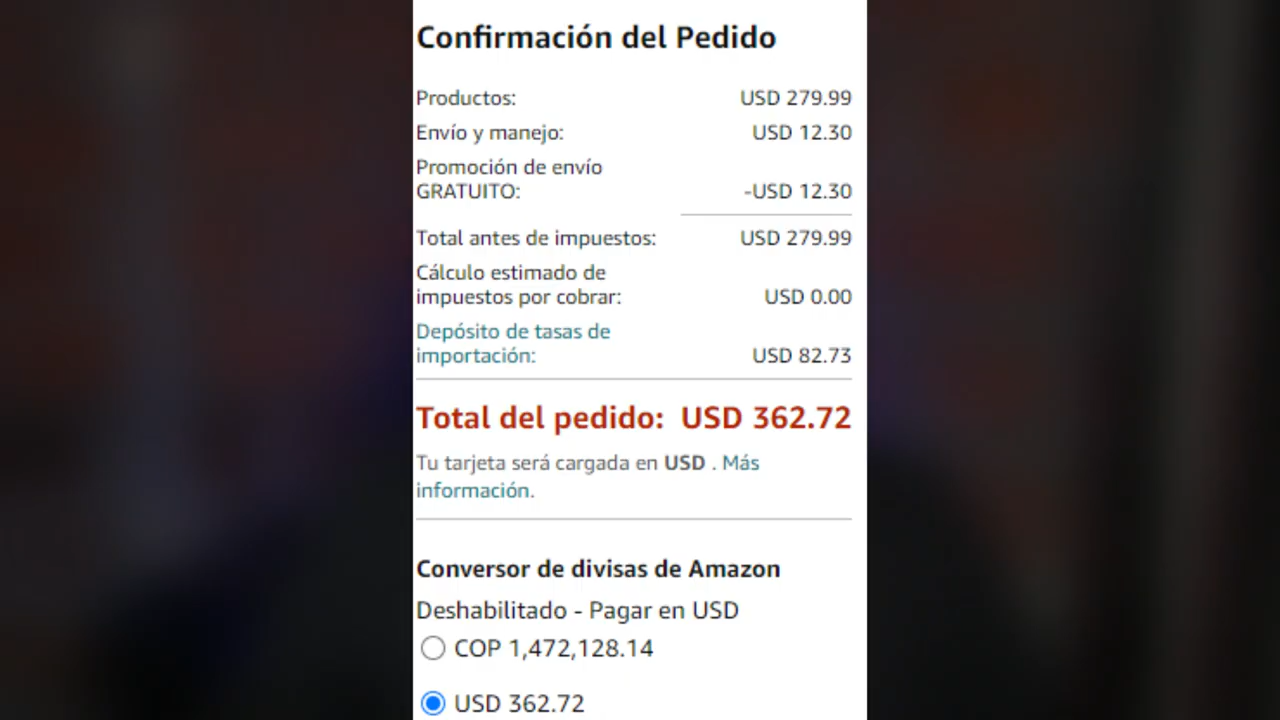 Confirmación del Pedido
Productos: USD 279.99
Envío y manejo: USD 12.30
Promoción de envío
GRATUITO: -USD 12.30
Total antes de impuestos: USD 279.99
Cálculo estimado de
impuestos por cobrar: USD 0.00
Depósito de tasas de
importación: USD 82.73
Total del pedido: USD 362.72
Tu tarjeta será cargada en USD . Más
información.
Conversor de divisas de Amazon
Deshabilitado - Pagar en USD
COP 1,472,128.14
USD 362.72